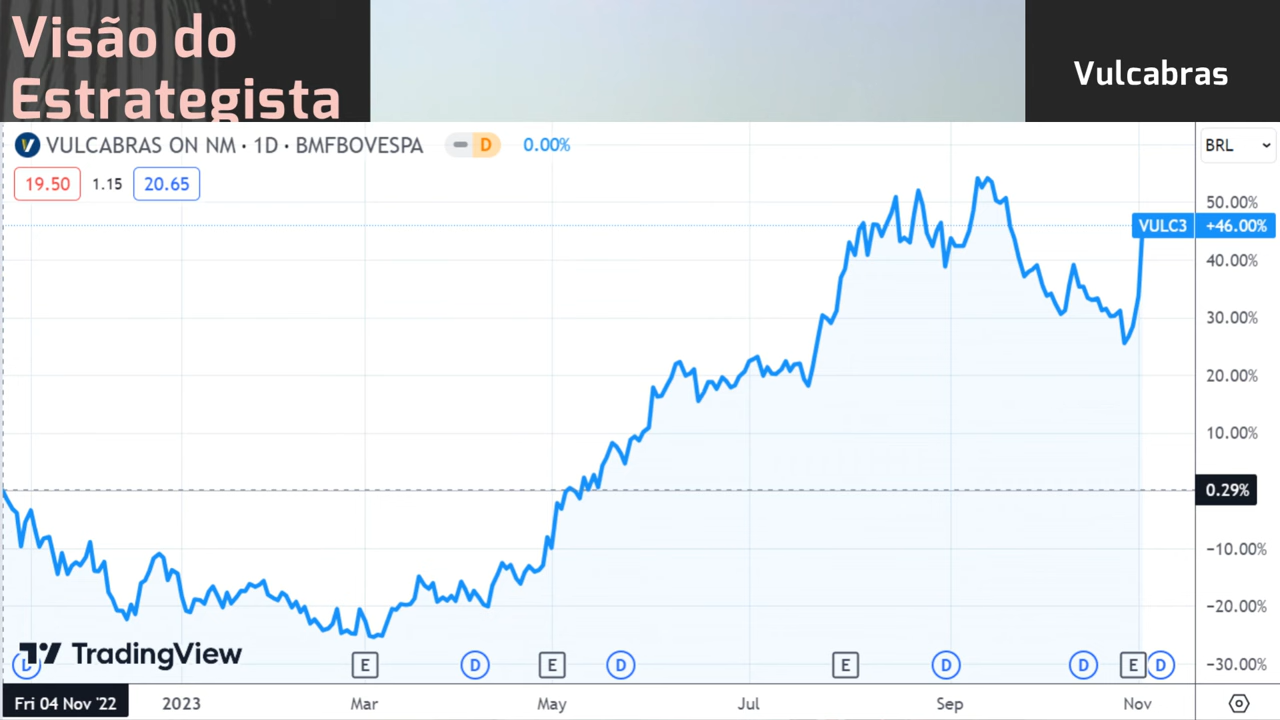 Visão do
Estrategista
Vulcabras
VULCABRAS ON NM · 1D · BMFBOVESPA
D
0.00%
BRL
19.50
1.15
20.65
50.00%
VULC3
+46.00%
40.00%
30.00%
20.00%
10.00%
0.29%
−10.00%
−20.00%
−30.00%
TradingView
E
D
E
D
E
D
D
E
D
Fri 04 Nov '22
2023
Mar
May
Jul
Sep
Nov